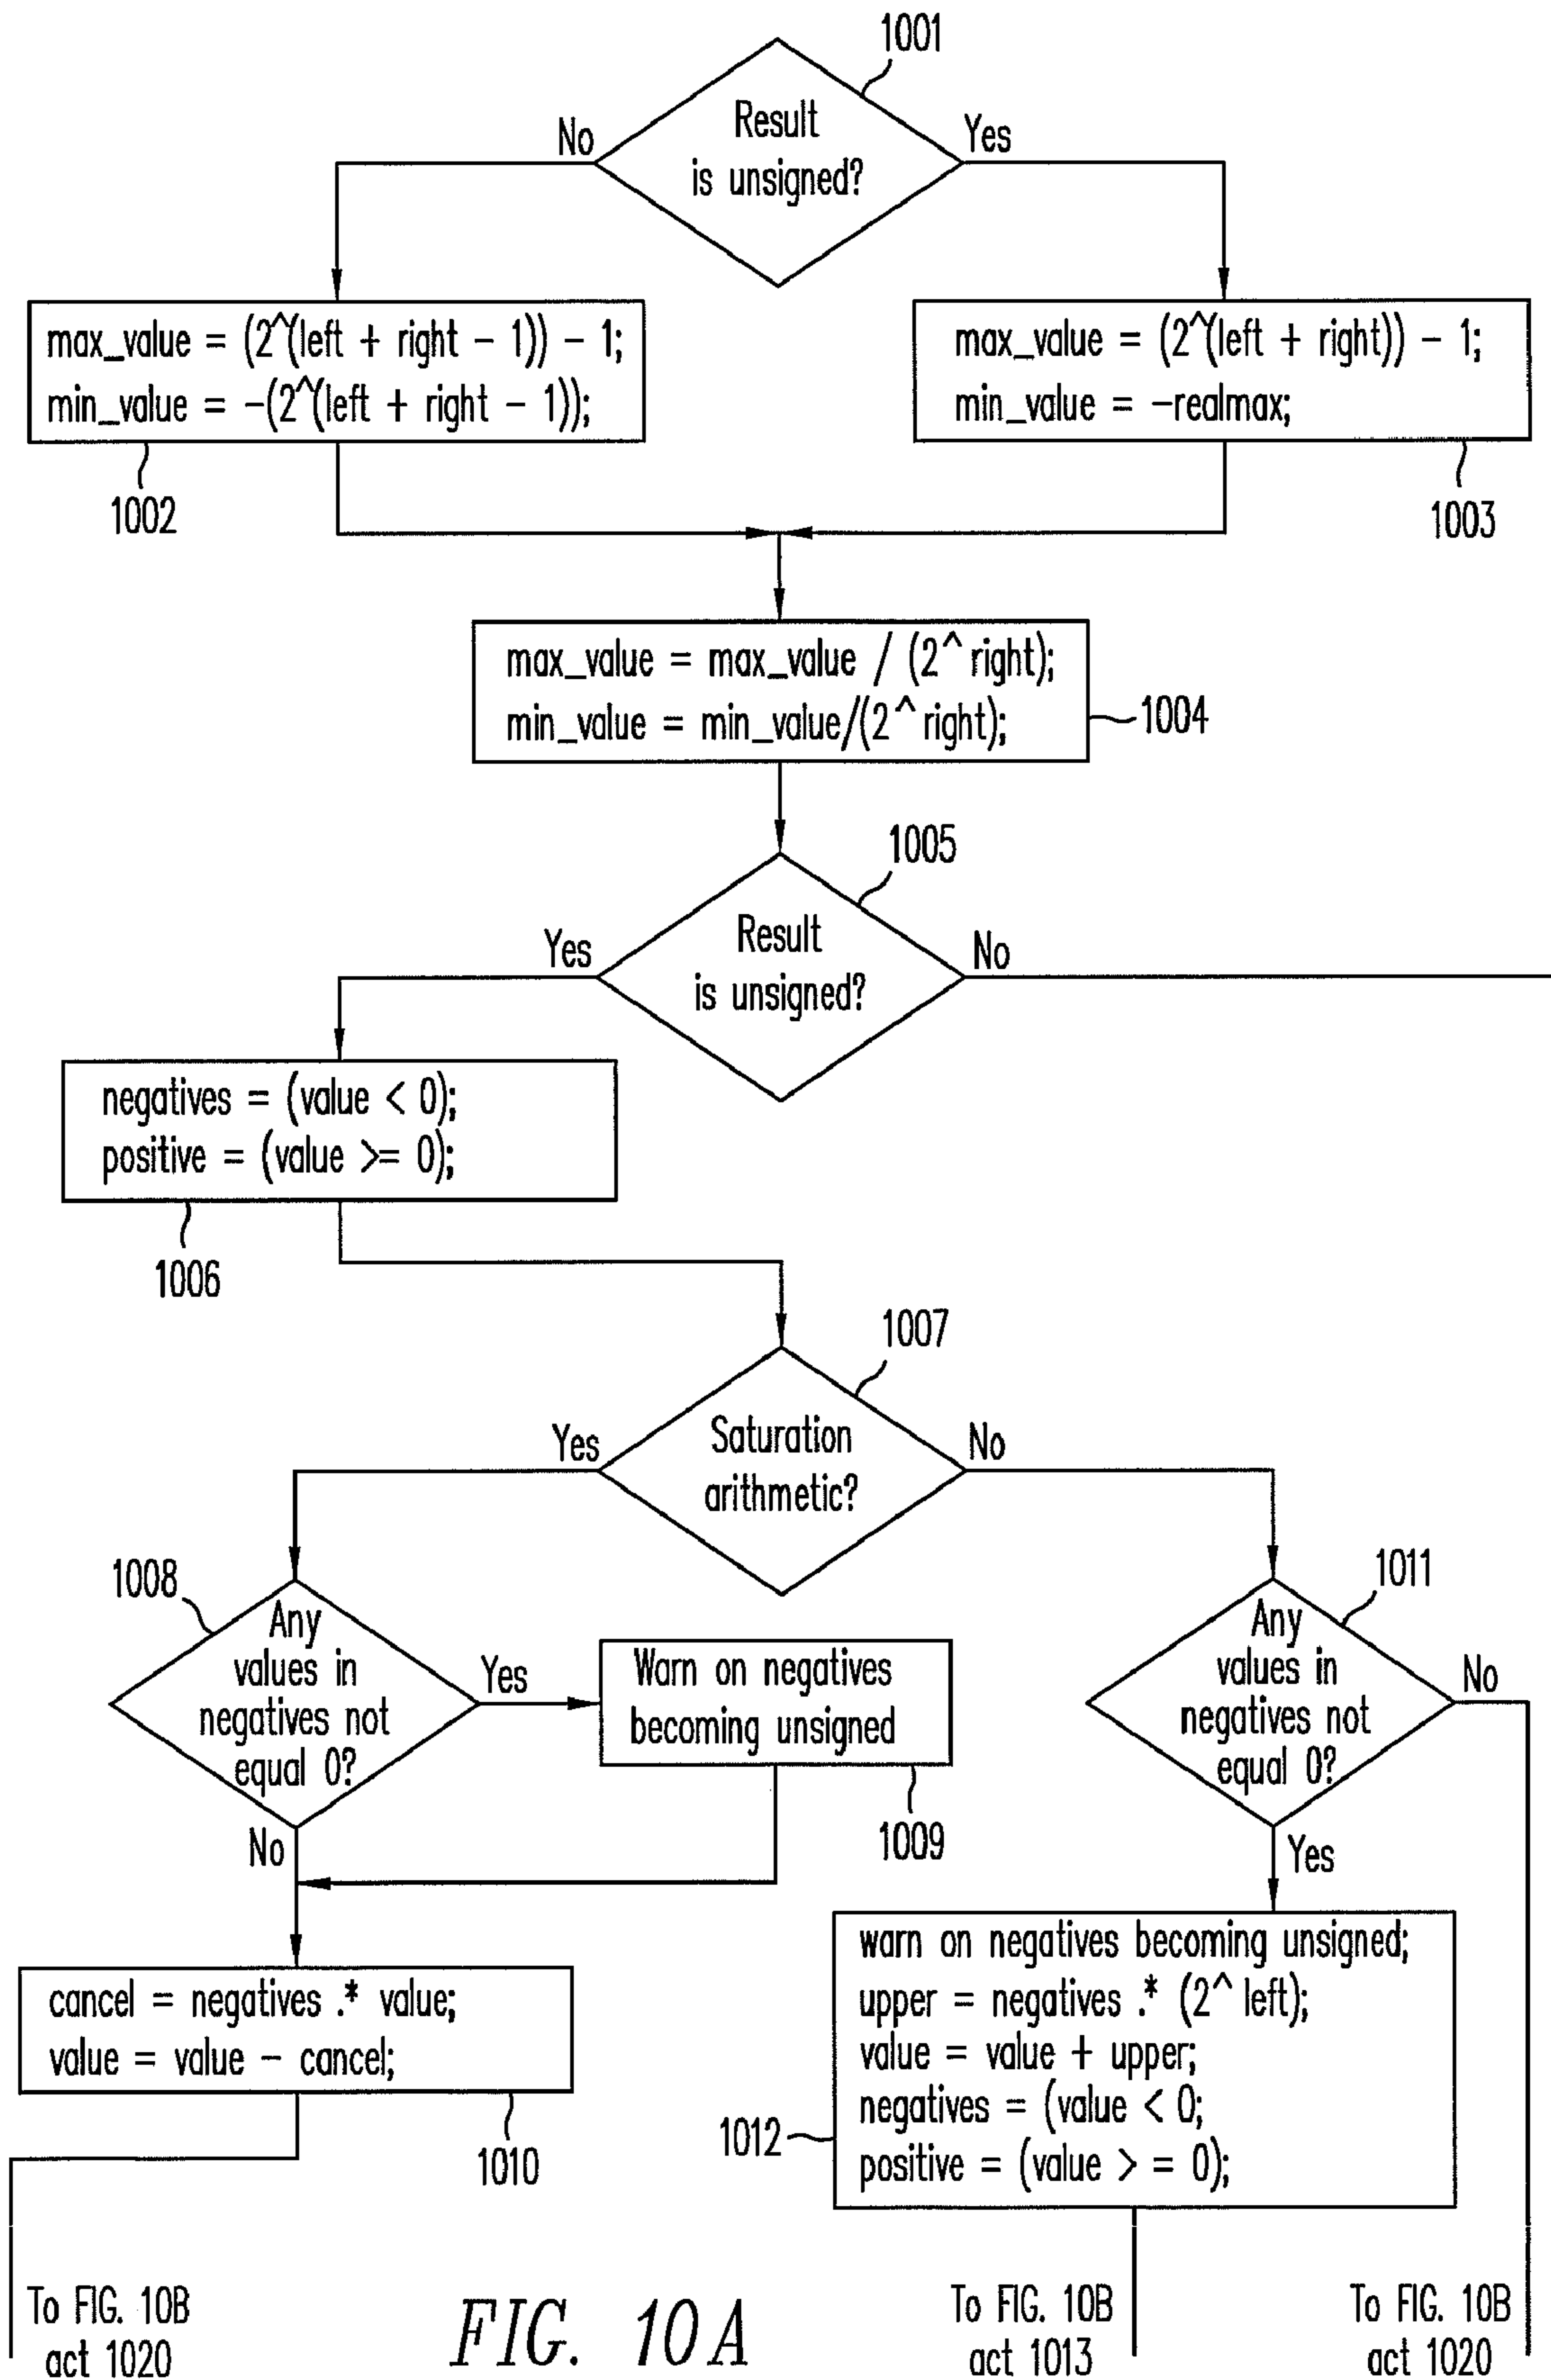 1001
Result
is unsigned?
No
Yes
max_value = (2^(left + right - 1)) - 1;
min_value = -(2^(left + right - 1));
1002
max_value = (2^(left + right)) - 1;
min_value = -realmax;
1003
max_value = max_value / (2^ right);
min_value = min_value/(2^ right);
1004
1005
Result
is unsigned?
Yes
No
negatives = (value < 0);
positive = (value >= 0);
1006
1007
Saturation
arithmetic?
Yes
No
1008
Any
values in
negatives not
equal 0?
Yes
No
Warn on negatives
becoming unsigned
1009
1011
Any
values in
negatives not
equal 0?
No
Yes
cancel = negatives .* value;
value = value - cancel;
1010
warn on negatives becoming unsigned;
upper = negatives .* (2^ left);
value = value + upper;
negatives = (value < 0;
positive = (value > = 0);
1012
To FIG. 10B
act 1020
FIG. 10A
To FIG. 10B
act 1013
To FIG. 10B
act 1020